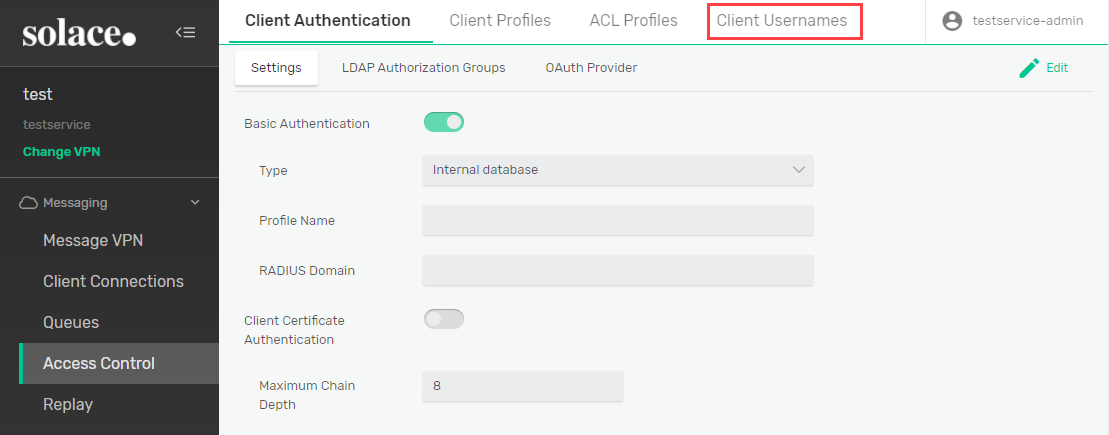 solace.
Client Authentication
Client Profiles
ACL Profiles
Client Usernames
testservice-admin
test
testservice
Change VPN
Messaging
Message VPN
Client Connections
Queues
Access Control
Replay
Settings
LDAP Authorization Groups
OAuth Provider
Edit
Basic Authentication
Type
Internal database
Profile Name
RADIUS Domain
Client Certificate
Authentication
Maximum Chain
Depth
8